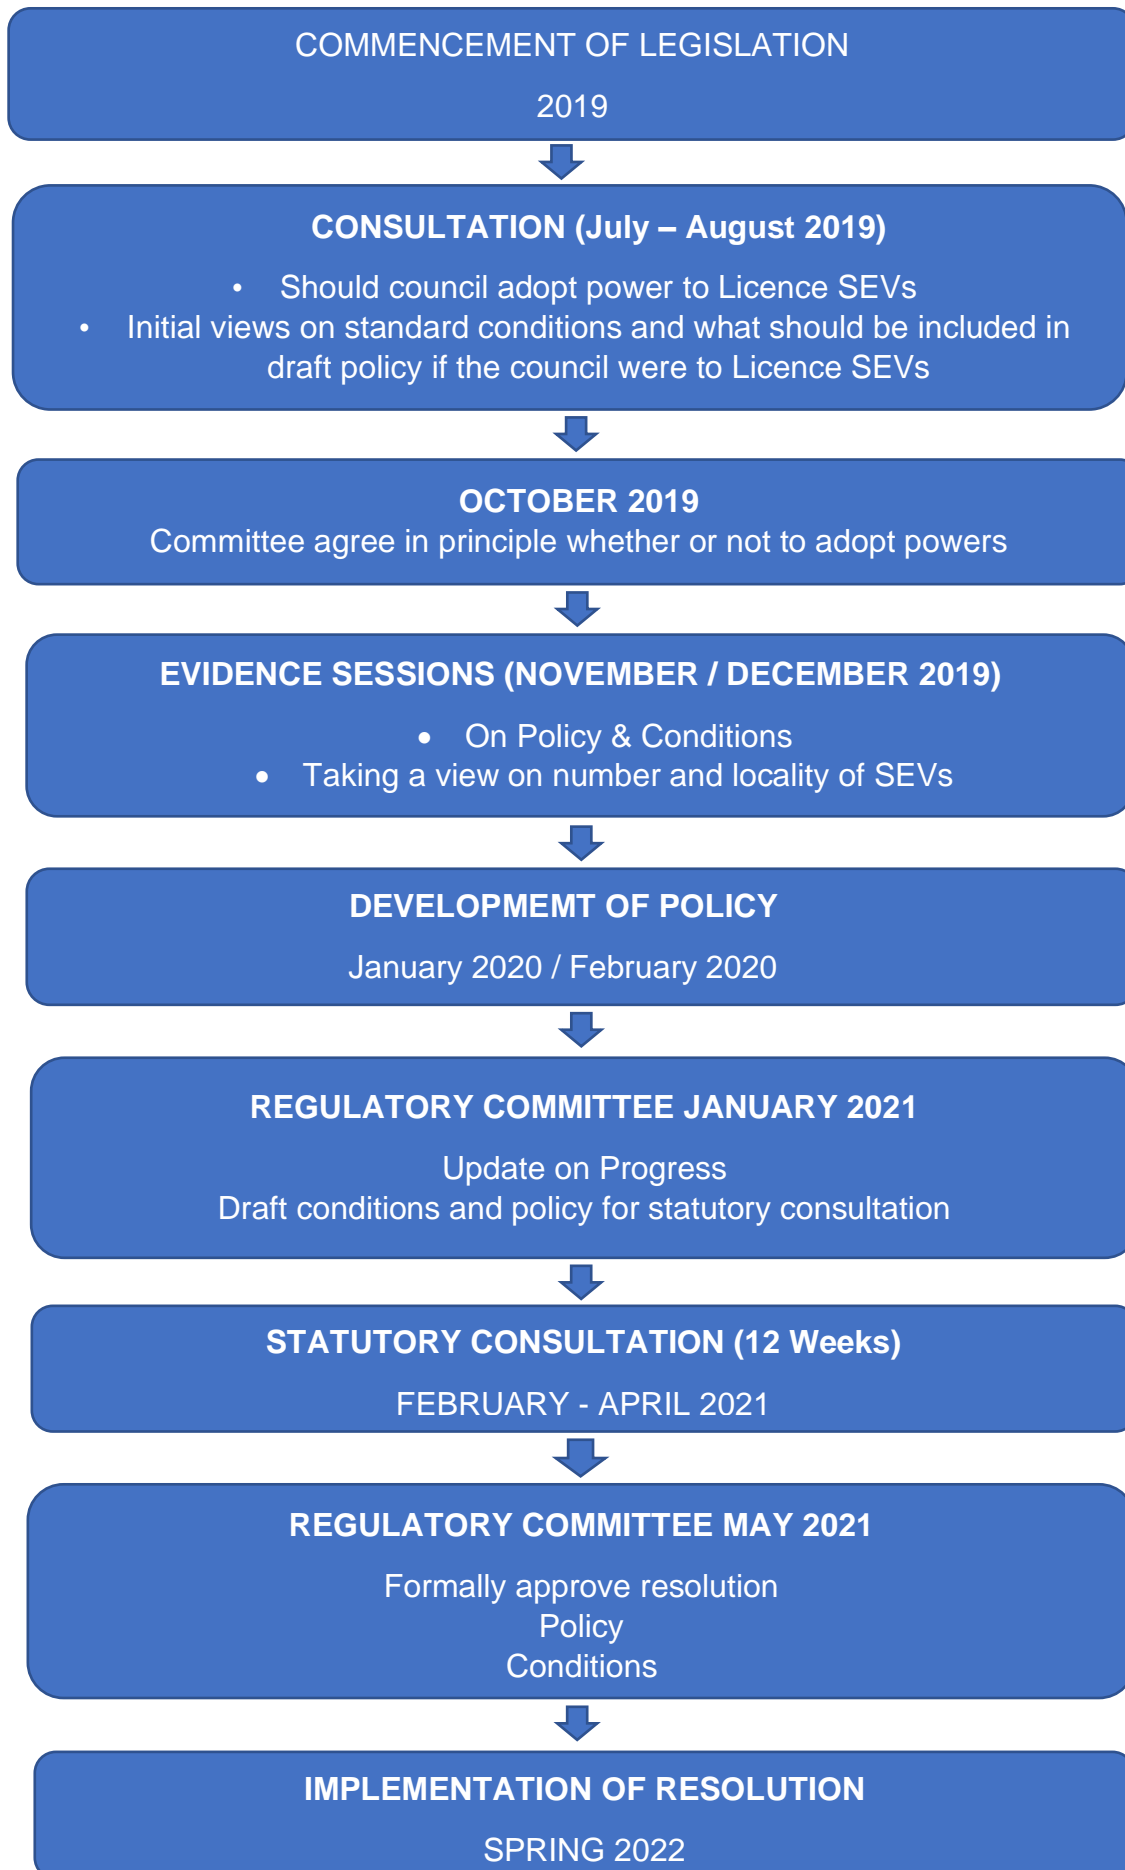 COMMENCEMENT OF LEGISLATION
2019
CONSULTATION (July – August 2019)
• Should council adopt power to Licence SEVs
• Initial views on standard conditions and what should be included in
draft policy if the council were to Licence SEVs
OCTOBER 2019
Committee agree in principle whether or not to adopt powers
EVIDENCE SESSIONS (NOVEMBER / DECEMBER 2019)
• On Policy & Conditions
• Taking a view on number and locality of SEVs
DEVELOPMEMT OF POLICY
January 2020 / February 2020
REGULATORY COMMITTEE JANUARY 2021
Update on Progress
Draft conditions and policy for statutory consultation
STATUTORY CONSULTATION (12 Weeks)
FEBRUARY - APRIL 2021
REGULATORY COMMITTEE MAY 2021
Formally approve resolution
Policy
Conditions
IMPLEMENTATION OF RESOLUTION
SPRING 2022